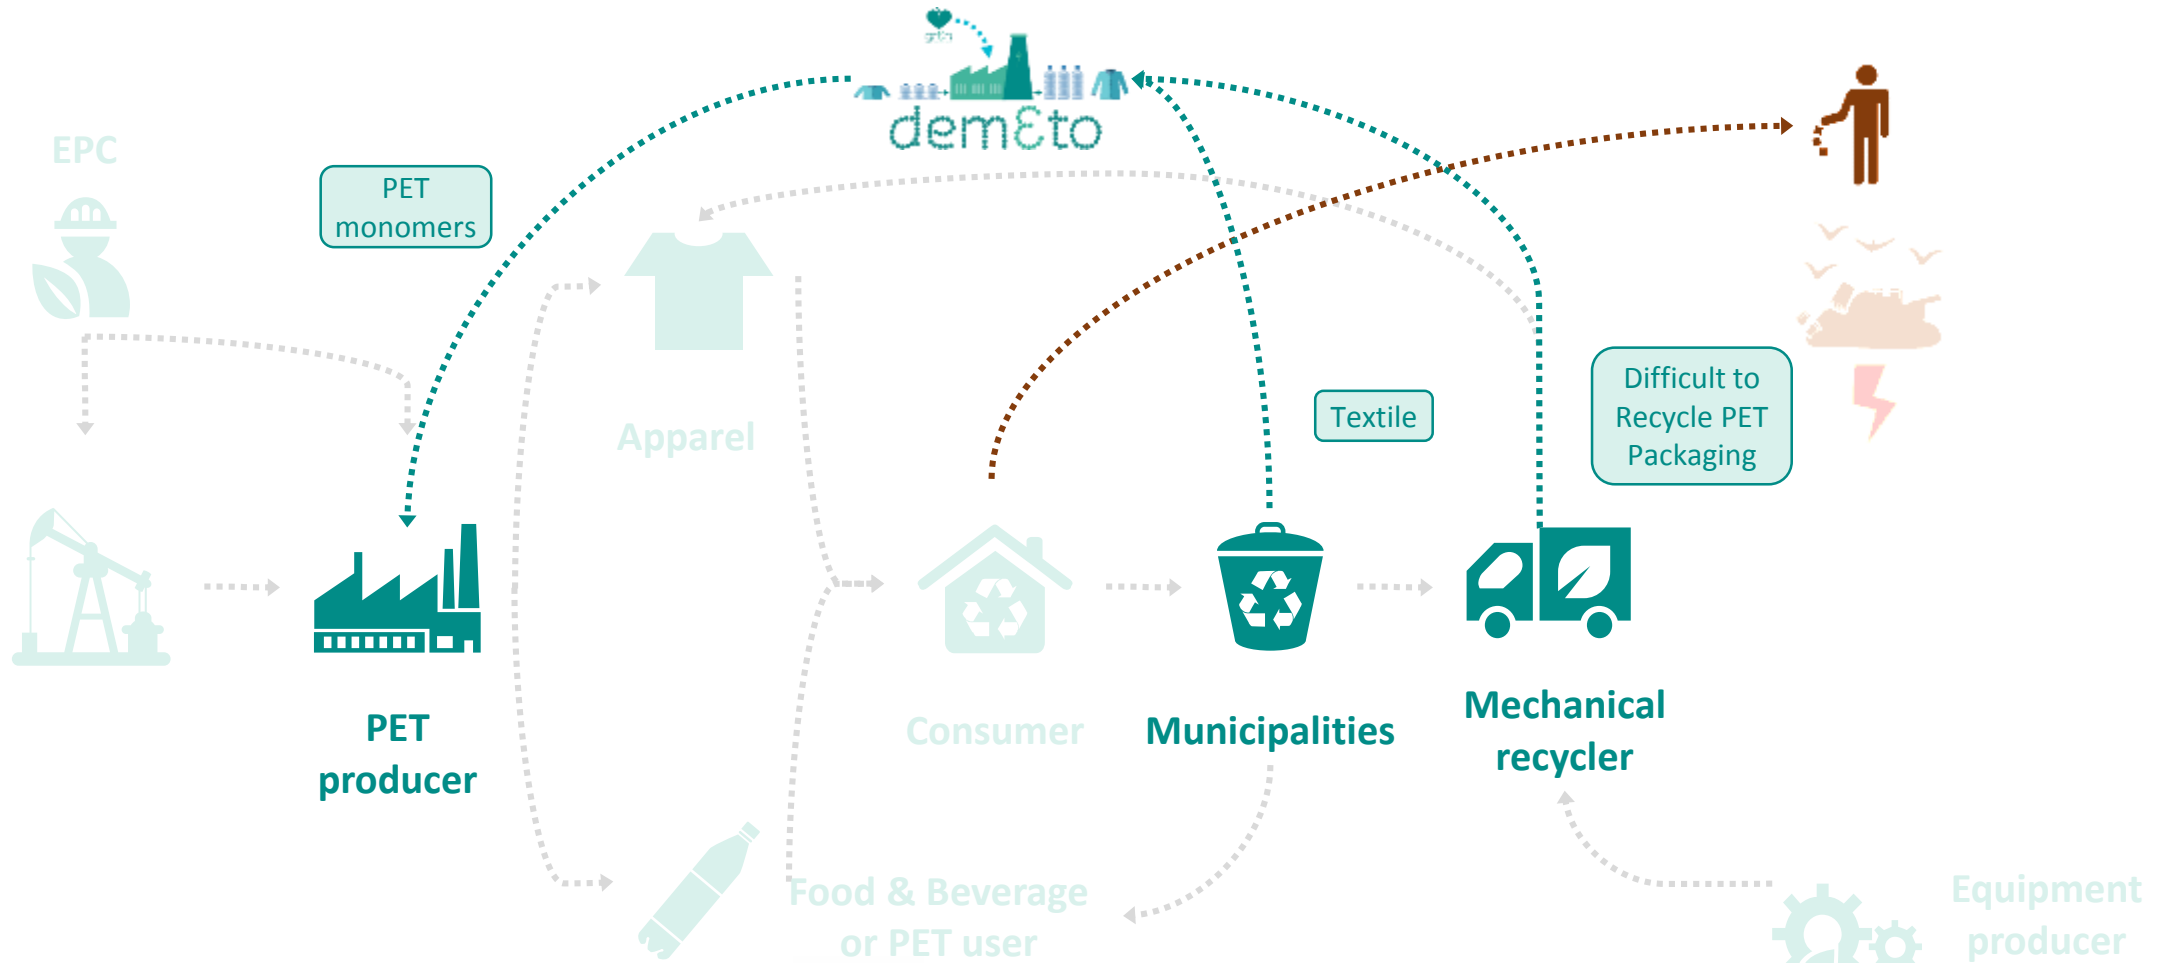 demƐto
EPC
PET
monomers
Apparel
Textile
Difficult to
Recycle PET
Packaging
PET
producer
Consumer
Municipalities
Mechanical
recycler
Food & Beverage
or PET user
Equipment
producer